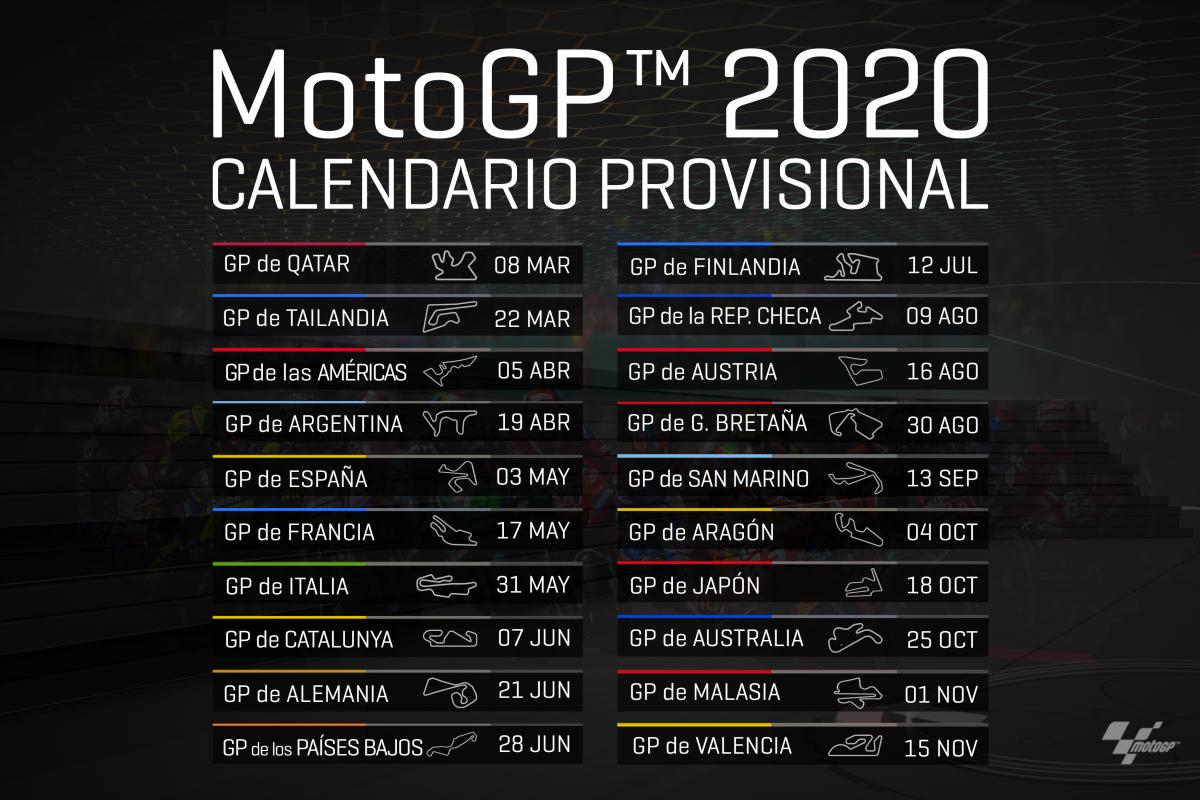 MotoGP™ 2020
CALENDARIO PROVISIONAL
GP de QATAR 08 MAR
GP de TAILANDIA 22 MAR
GP de las AMÉRICAS 05 ABR
GP de ARGENTINA 19 ABR
GP de ESPAÑA 03 MAY
GP de FRANCIA 17 MAY
GP de ITALIA 31 MAY
GP de CATALUNYA 07 JUN
GP de ALEMANIA 21 JUN
GP de los PAÍSES BAJOS 28 JUN
GP de FINLANDIA 12 JUL
GP de la REP. CHECA 09 AGO
GP de AUSTRIA 16 AGO
GP de G. BRETAÑA 30 AGO
GP de SAN MARINO 13 SEP
GP de ARAGÓN 04 OCT
GP de JAPÓN 18 OCT
GP de AUSTRALIA 25 OCT
GP de MALASIA 01 NOV
GP de VALENCIA 15 NOV
motoGP™